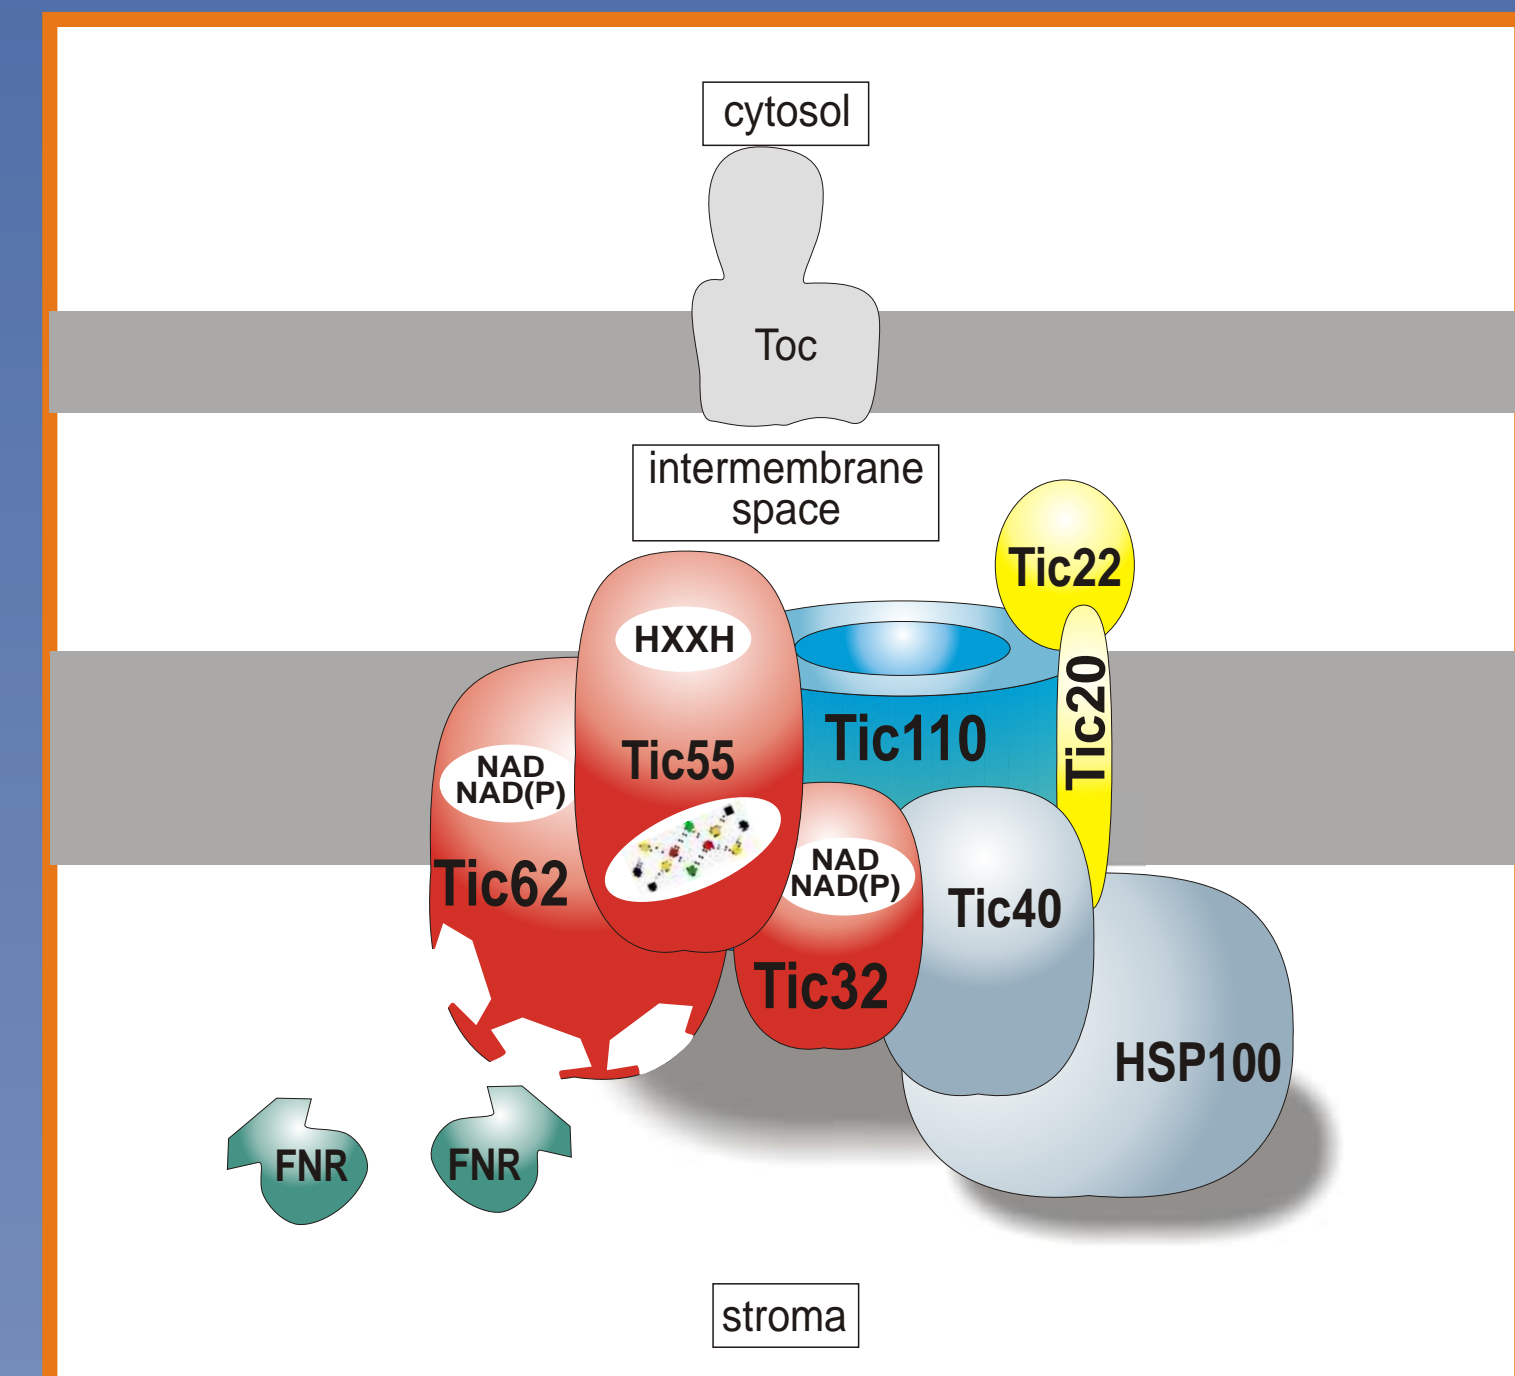 cytosol
Toc
intermembrane
space
Tic22
HXXH
Tic20
Tic110
Tic55
NAD
NAD(P)
Tic62
NAD
NAD(P)
Tic40
Tic32
HSP100
FNR
FNR
stroma